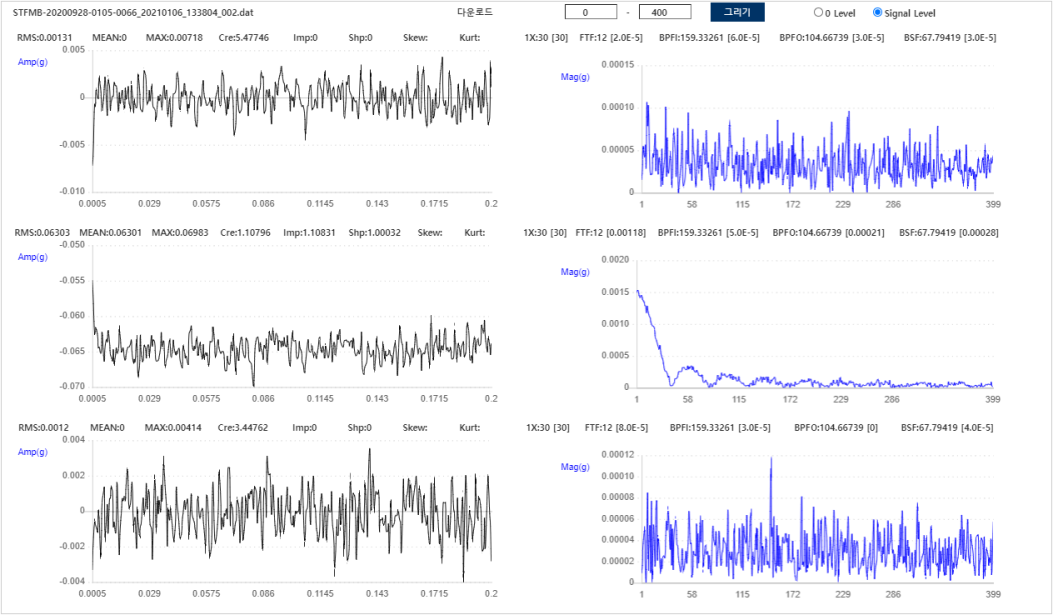 STFMB-20200928-0105-0066_20210106_133804_002.dat 다운로드 0 - 400 그리기 0 Level Signal Level
RMS:0.00131 MEAN:0 MAX:0.00718 Cre:5.47746 Imp:0 Shp:0 Skew: Kurt:
Amp(g)
0.005
0
-0.005
-0.010
0.0005 0.029 0.0575 0.086 0.1145 0.143 0.1715 0.2
1X:30 [30] FTF:12 [2.0E-5] BPFI:159.33261 [6.0E-5] BPFO:104.66739 [3.0E-5] BSF:67.79419 [3.0E-5]
Mag(g)
0.00015
0.00010
0.00005
0
1 58 115 172 229 286 399
RMS:0.06303 MEAN:0.06301 MAX:0.06983 Cre:1.10796 Imp:1.10831 Shp:1.00032 Skew: Kurt:
Amp(g)
-0.050
-0.055
-0.060
-0.065
-0.070
0.0005 0.029 0.0575 0.086 0.1145 0.143 0.1715 0.2
1X:30 [30] FTF:12 [0.00118] BPFI:159.33261 [5.0E-5] BPFO:104.66739 [0.00021] BSF:67.79419 [0.00028]
Mag(g)
0.0020
0.0015
0.0010
0.0005
0
1 58 115 172 229 286 399
RMS:0.0012 MEAN:0 MAX:0.00414 Cre:3.44762 Imp:0 Shp:0 Skew: Kurt:
Amp(g)
0.004
0.002
0
-0.002
-0.004
0.0005 0.029 0.0575 0.086 0.1145 0.143 0.1715 0.2
1X:30 [30] FTF:12 [8.0E-5] BPFI:159.33261 [3.0E-5] BPFO:104.66739 [0] BSF:67.79419 [4.0E-5]
Mag(g)
0.00012
0.00010
0.00008
0.00006
0.00004
0.00002
0
1 58 115 172 229 286 399